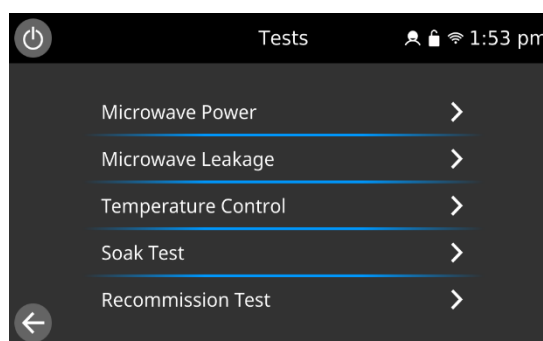 Tests 1:53 pm
Microwave Power
Microwave Leakage
Temperature Control
Soak Test
Recommission Test